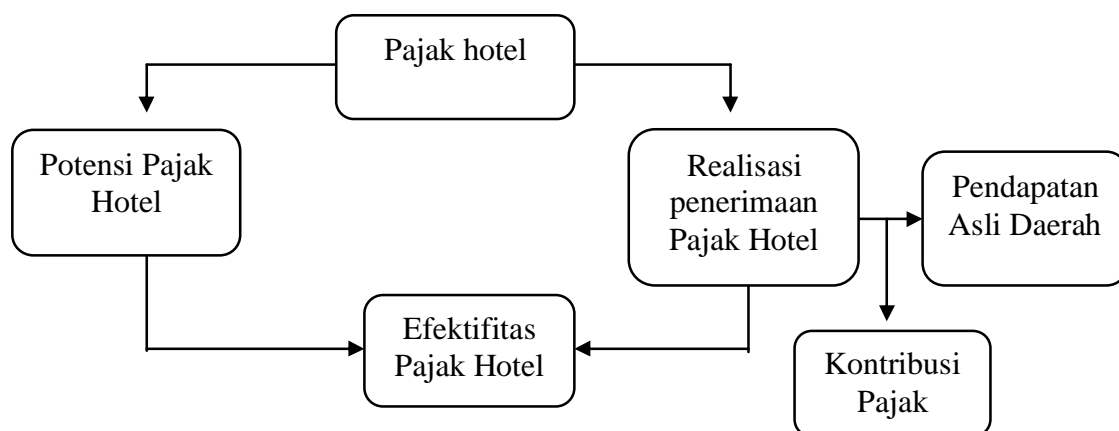 Pajak hotel
Potensi Pajak
Hotel
Realisasi
penerimaan
Pajak Hotel
Pendapatan
Asli Daerah
Efektifitas
Pajak Hotel
Kontribusi
Pajak